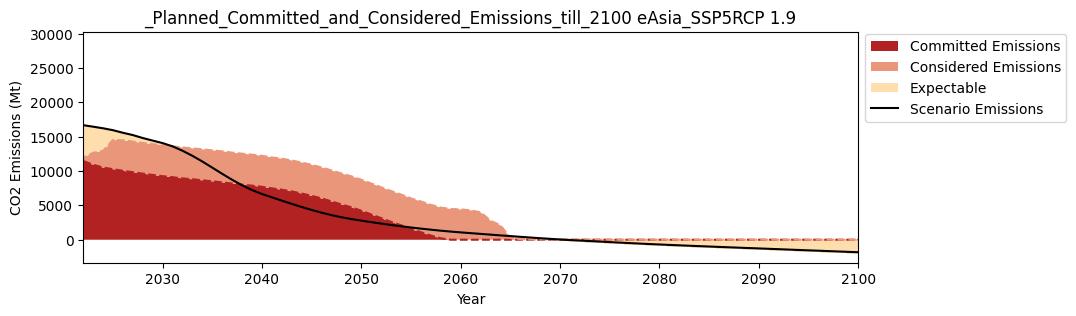 _Planned_Committed_and_Considered_Emissions_till_2100 eAsia_SSP5RCP 1.9
30000
25000
20000
15000
10000
5000
0
CO2 Emissions (Mt)
2030
2040
2050
2060
2070
2080
2090
2100
Year
Committed Emissions
Considered Emissions
Expectable
Scenario Emissions